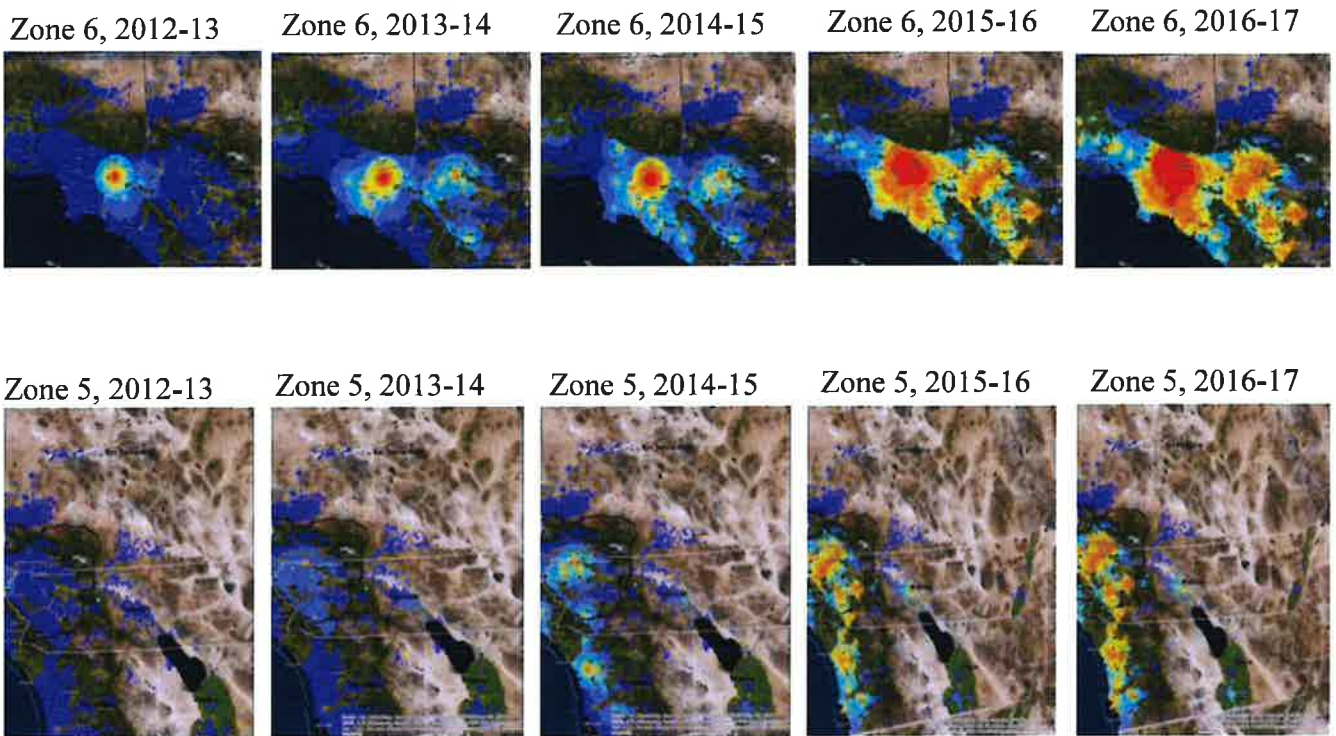 Zone 6, 2012-13
Zone 6, 2013-14
Zone 6, 2014-15
Zone 6, 2015-16
Zone 6, 2016-17
Zone 5, 2012-13
Zone 5, 2013-14
Zone 5, 2014-15
Zone 5, 2015-16
Zone 5, 2016-17